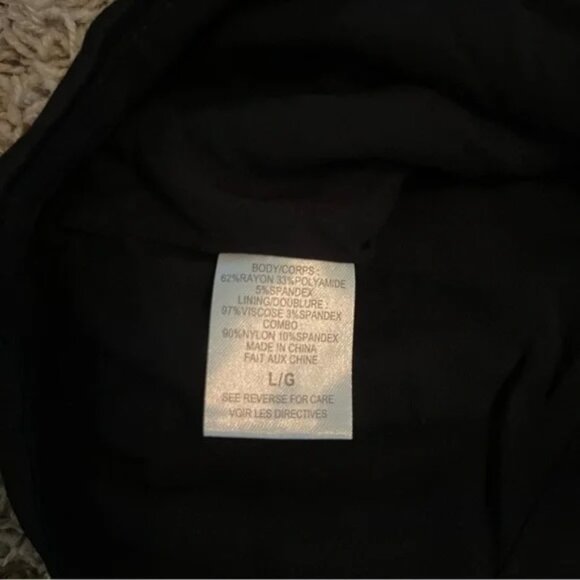 BODY/CORPS :
62%RAYON 33%POLYAMIDE
5%SPANDEX
LINING/DOUBLURE :
97%VISCOSE 3%SPANDEX
COMBO :
90%NYLON 10%SPANDEX
MADE IN CHINA
FAIT AUX CHINE
L/G
SEE REVERSE FOR CARE
VOIR LES DIRECTIVES